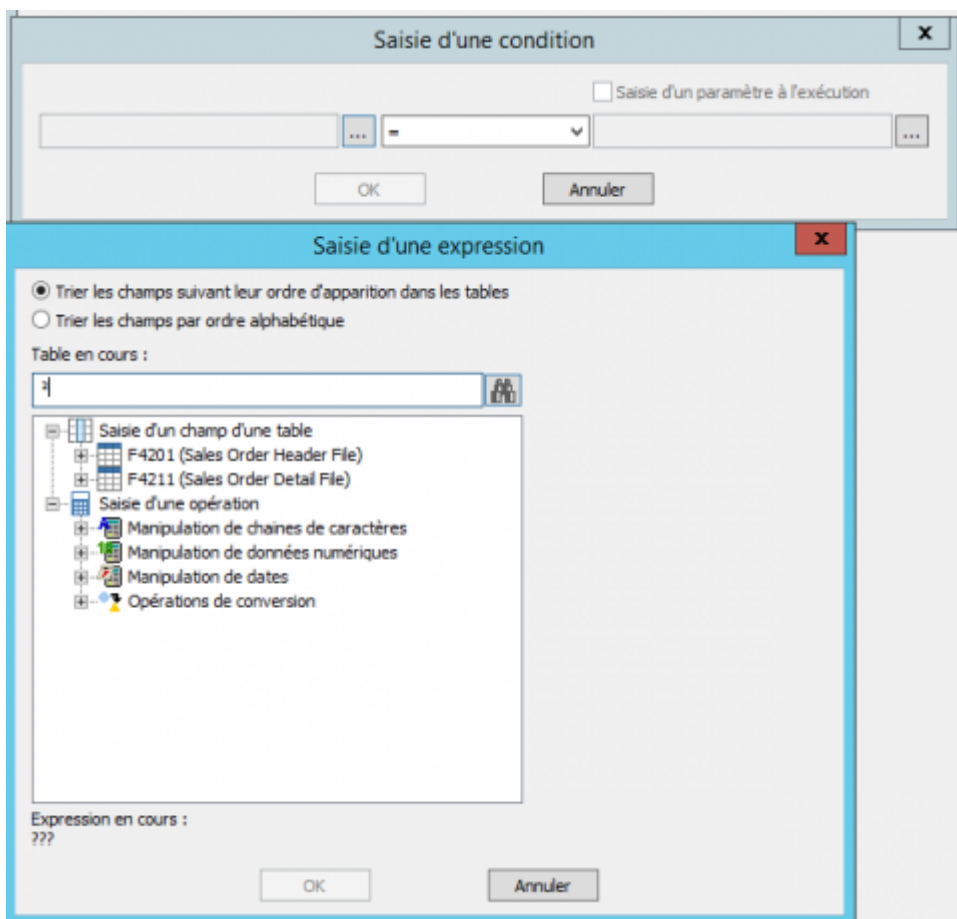 Saisie d'une condition
x
Saisie d'un paramètre à l'exécution
... = ...
OK Annuler
Saisie d'une expression
x
Trier les champs suivant leur ordre d'apparition dans les tables
Trier les champs par ordre alphabétique
Table en cours :
Saisie d'un champ d'une table
F4201 (Sales Order Header File)
F4211 (Sales Order Detail File)
Saisie d'une opération
Manipulation de chaines de caractères
Manipulation de données numériques
Manipulation de dates
Opérations de conversion
Expression en cours :
???
OK Annuler